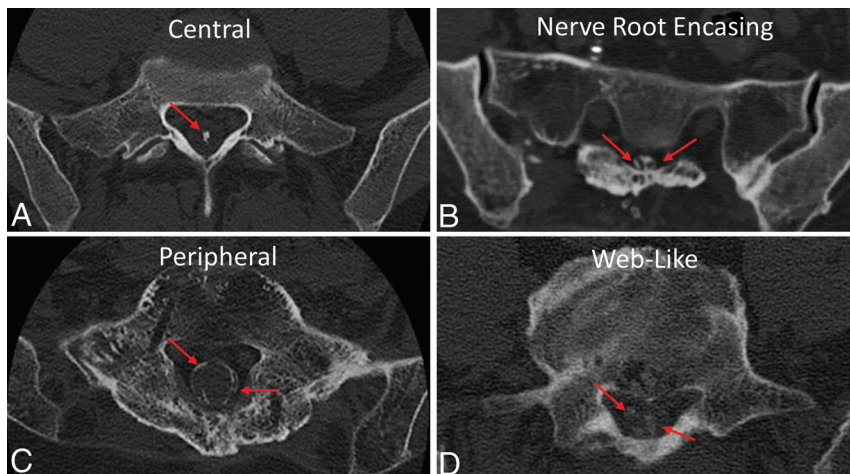 Central
Nerve Root Encasing
A
B
Peripheral
Web-Like
C
D